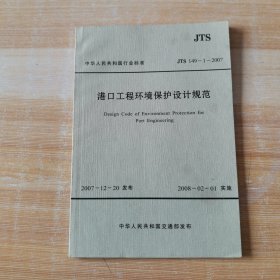 JTS
中华人民共和国行业标准
JTS 149-1-2007
港口工程环境保护设计规范
Design Code of Environment Protection for
Port Engineering
2007-12-20 发布
2008-02-01 实施
中华人民共和国交通部发布